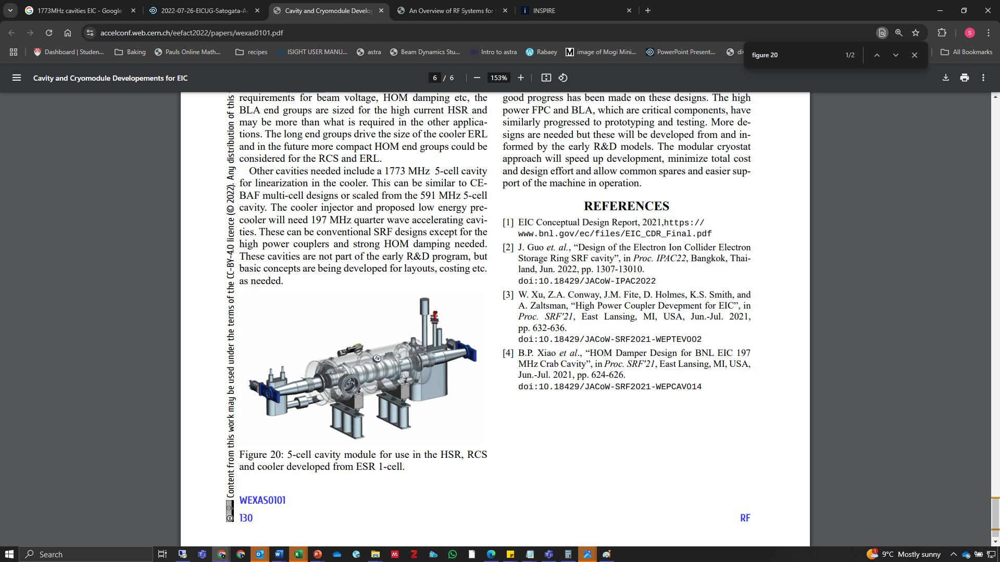 1773MHz cavities EIC - Google
2022-07-26-EICUG-Satogata-A
Cavity and Cryomodule Develo
An Overview of RF Systems for
INSPIRE
accelconf.web.cern.ch/eefact2022/papers/wexas0101.pdf
S
Dashboard | Studen...
Baking
Pauls Online Math...
recipes
ISIGHT USER MANU...
astra
Beam Dynamics Stu...
Intro to astra
Rabaey
image of Mogi Mini...
PowerPoint Present...
All Bookmarks
figure 20
1/2
Cavity and Cryomodule Developements for EIC
6 / 6
153%
Content from this work may be used under the terms of the CC-BY-4.0 licence (© 2022). Any distribution of this
requirements for beam voltage, HOM damping etc, the
BLA end groups are sized for the high current HSR and
may be more than what is required in the other applica-
tions. The long end groups drive the size of the cooler ERL
and in the future more compact HOM end groups could be
considered for the RCS and ERL.
Other cavities needed include a 1773 MHz 5-cell cavity
for linearization in the cooler. This can be similar to CE-
BAF multi-cell designs or scaled from the 591 MHz 5-cell
cavity. The cooler injector and proposed low energy pre-
cooler will need 197 MHz quarter wave accelerating cavi-
ties. These can be conventional SRF designs except for the
high power couplers and strong HOM damping needed.
These cavities are not part of the early R&D program, but
basic concepts are being developed for layouts, costing etc.
as needed.
Figure 20: 5-cell cavity module for use in the HSR, RCS
and cooler developed from ESR 1-cell.
WEXAS0101
130
good progress has been made on these designs. The high
power FPC and BLA, which are critical components, have
similarly progressed to prototyping and testing. More de-
signs are needed but these will be developed from and in-
formed by the early R&D models. The modular cryostat
approach will speed up development, minimize total cost
and design effort and allow common spares and easier sup-
port of the machine in operation.
REFERENCES
[1] EIC Conceptual Design Report, 2021,https://
www.bnl.gov/ec/files/EIC_CDR_Final.pdf
[2] J. Guo et. al., “Design of the Electron Ion Collider Electron
Storage Ring SRF cavity”, in Proc. IPAC22, Bangkok, Thai-
land, Jun. 2022, pp. 1307-13010.
doi:10.18429/JACoW-IPAC2022
[3] W. Xu, Z.A. Conway, J.M. Fite, D. Holmes, K.S. Smith, and
A. Zaltsman, “High Power Coupler Devepment for EIC”, in
Proc. SRF'21, East Lansing, MI, USA, Jun.-Jul. 2021,
pp. 632-636.
doi:10.18429/JACoW-SRF2021-WEPTEV002
[4] B.P. Xiao et al., “HOM Damper Design for BNL EIC 197
MHz Crab Cavity”, in Proc. SRF'21, East Lansing, MI, USA,
Jun.-Jul. 2021, pp. 624-626.
doi:10.18429/JACoW-SRF2021-WEPCAV014
RF
Search
1
9°C Mostly sunny